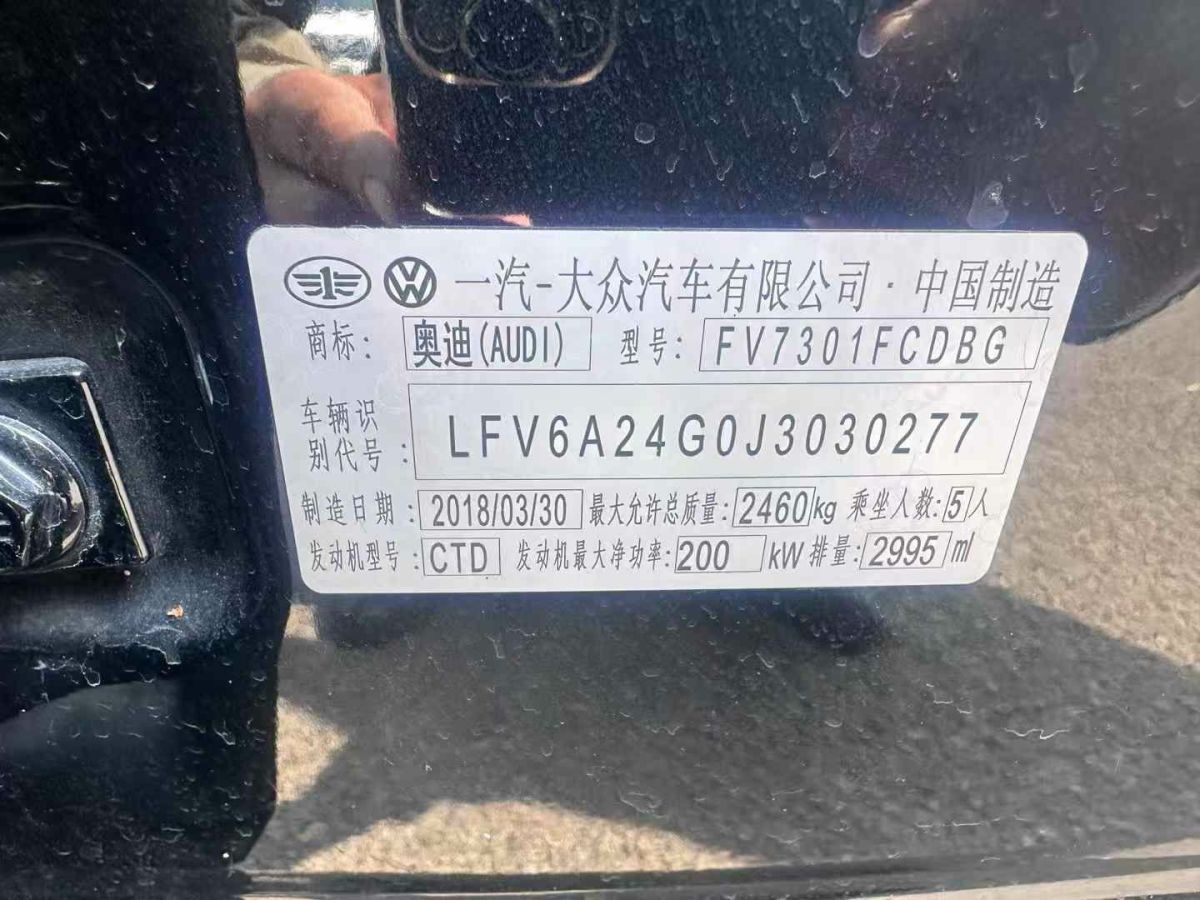 一汽-大众汽车有限公司·中国制造
商标：奥迪(AUDI) 型号：FV7301FCDBG
车辆识别代号：LFV6A24G0J3030277
制造日期：2018/03/30 最大允许总质量：2460kg 乘坐人数：5人
发动机型号：CTD 发动机最大净功率：200 kW 排量：2995 ml